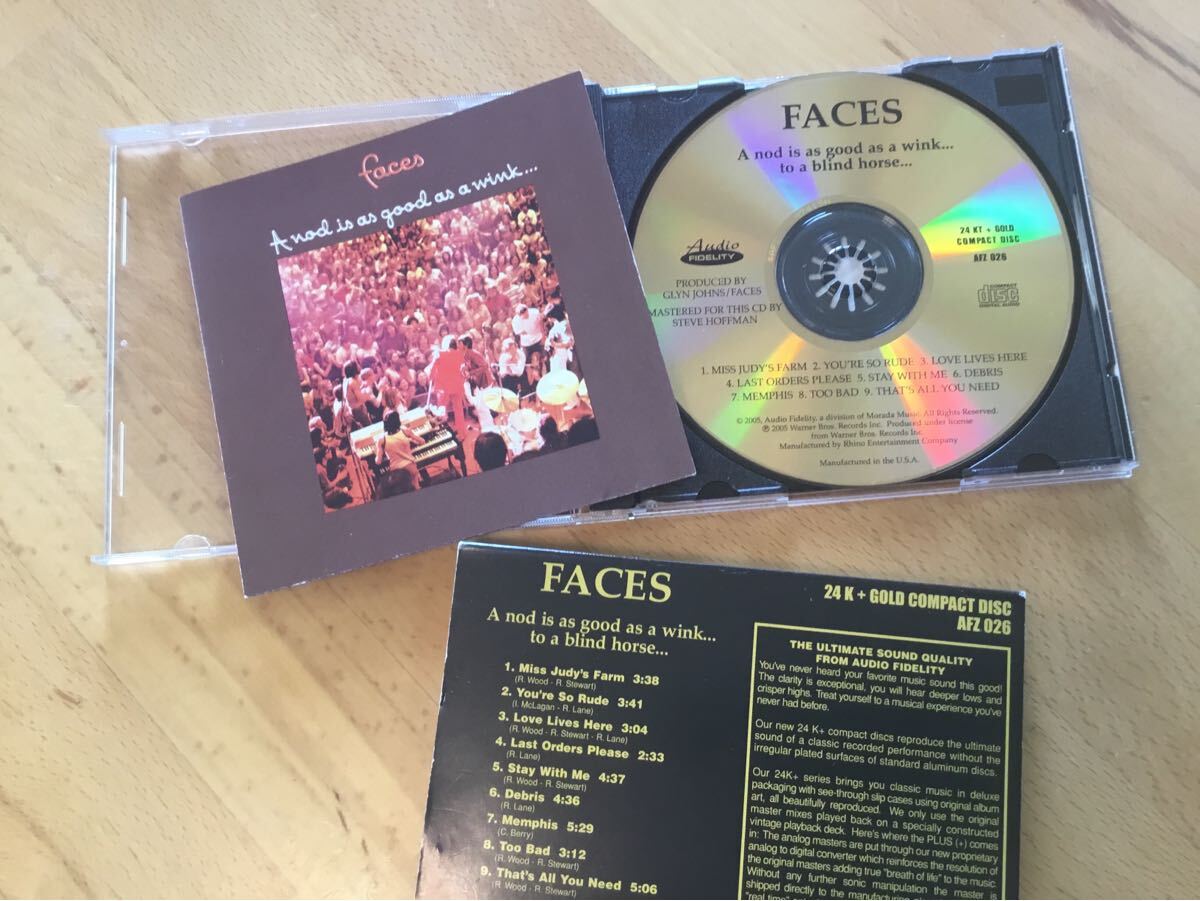 faces
A nod is as good as a wink...
FACES
A nod is as good as a wink...
to a blind horse...
Audio
FIDELITY
24 KT + GOLD
COMPACT DISC
AFZ 026
PRODUCED BY
GLYN JOHNS/FACES
MASTERED FOR THIS CD BY
STEVE HOFFMAN
COMPACT
disc
DIGITAL AUDIO
1. MISS JUDY'S FARM 2. YOU'RE SO RUDE 3. LOVE LIVES HERE
4. LAST ORDERS PLEASE 5. STAY WITH ME 6. DEBRIS
7. MEMPHIS 8. TOO BAD 9. THAT'S ALL YOU NEED
© 2005, Audio Fidelity, a division of Morada Music. All Rights Reserved.
℗ 2005 Warner Bros. Records Inc. Produced under license
from Warner Bros. Records Inc.
Manufactured by Rhino Entertainment Company
Manufactured in the U.S.A.
FACES
A nod is as good as a wink...
to a blind horse...
1. Miss Judy's Farm 3:38
(R. Wood - R. Stewart)
2. You're So Rude 3:41
(I. McLagan - R. Lane)
3. Love Lives Here 3:04
(R. Wood - R. Stewart - R. Lane)
4. Last Orders Please 2:33
(R. Lane)
5. Stay With Me 4:37
(R. Wood - R. Stewart)
6. Debris 4:36
(R. Lane)
7. Memphis 5:29
(C. Berry)
8. Too Bad 3:12
(R. Wood - R. Stewart)
9. That's All You Need 5:06
(R. Wood - R. Stewart)
24 K + GOLD COMPACT DISC
AFZ 026
THE ULTIMATE SOUND QUALITY
FROM AUDIO FIDELITY
You've never heard your favorite music sound this good!
The clarity is exceptional, you will hear deeper lows and
crisper highs. Treat yourself to a musical experience you've
never had before.
Our new 24 K+ compact discs reproduce the ultimate
sound of a classic recorded performance without the
irregular plated surfaces of standard aluminum discs.
Our 24K+ series brings you classic music in deluxe
packaging with see-through slip cases using original album
art, all beautifully reproduced. We only use the original
master mixes played back on a specially constructed
vintage playback deck. Here's where the PLUS (+) comes
in: The analog masters are put through our new proprietary
analog to digital converter which reinforces the resolution of
the original masters adding true "breath of life" to the music.
Without any further sonic manipulation the master is
shipped directly to the manufacturing
"real time"